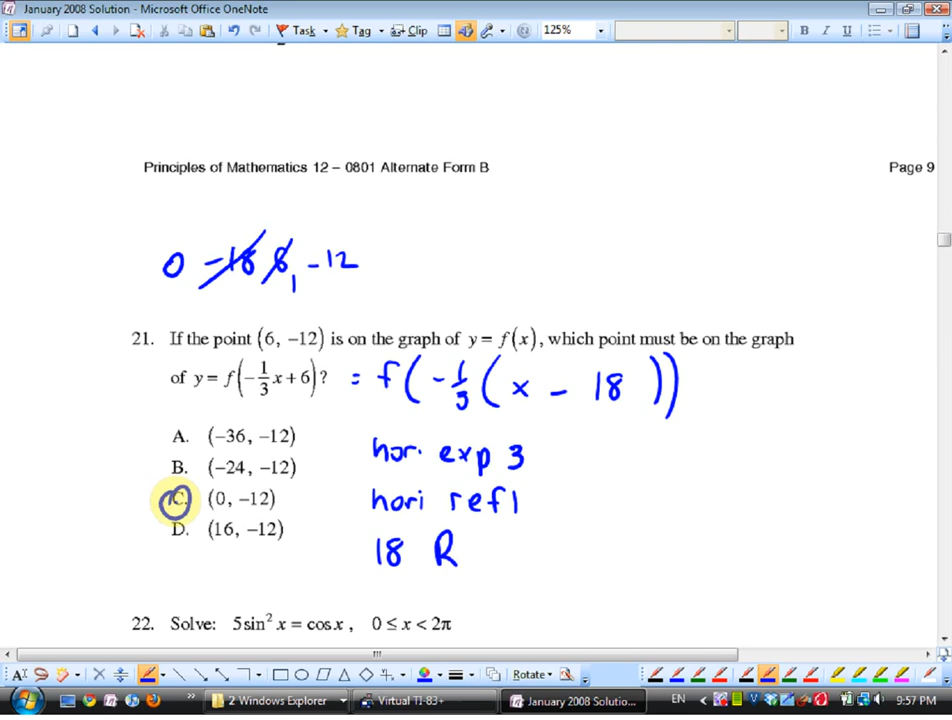 January 2008 Solution - Microsoft Office OneNote
Task Tag Clip 125% B I U
Principles of Mathematics 12 – 0801 Alternate Form B Page 9
0 -18 6, -12
21. If the point (6, –12) is on the graph of y = f(x), which point must be on the graph
of y = f(-1/3 x + 6)? = f(-1/3 (x - 18))
A. (–36, –12)
hori. exp 3
B. (–24, –12)
C. (0, –12)
hori refl
D. (16, –12)
18 R
22. Solve: 5sin² x = cos x, 0 ≤ x < 2π
Rotate
2 Windows Explorer Virtual TI-83+ January 2008 Solutio... EN 9:57 PM